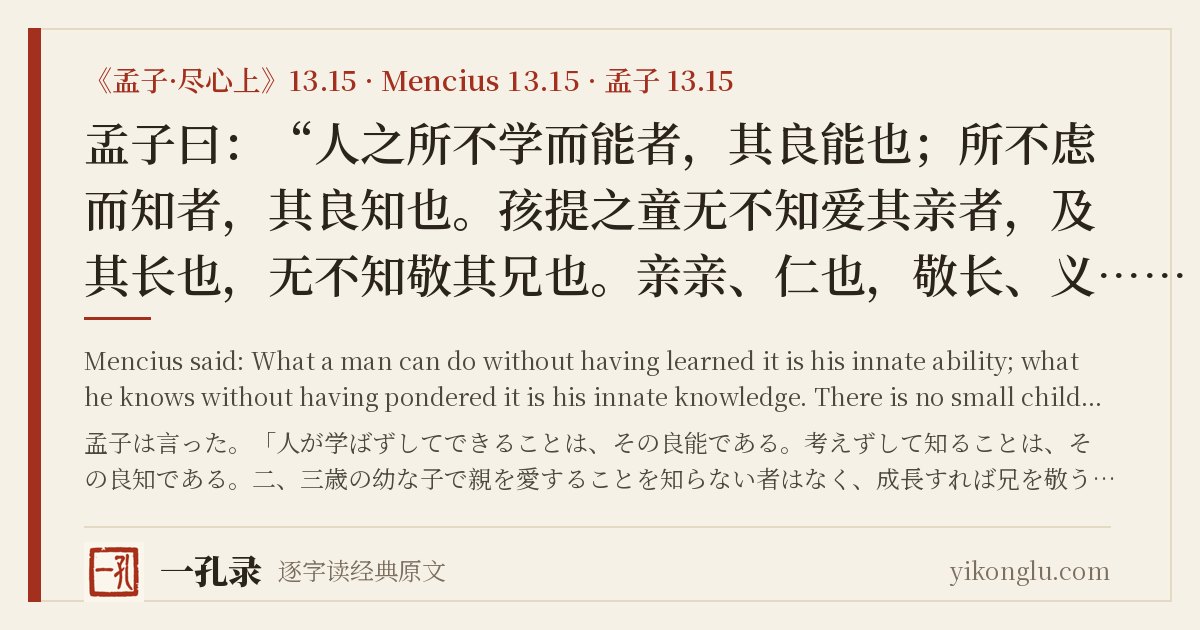 《孟子·尽心上》13.15 · Mencius 13.15 · 孟子 13.15
孟子曰：“人之所不学而能者，其良能也；所不虑
而知者，其良知也。孩提之童无不知爱其亲者，及
其长也，无不知敬其兄也。亲亲、仁也，敬长、义……
Mencius said: What a man can do without having learned it is his innate ability; what
he knows without having pondered it is his innate knowledge. There is no small child...
孟子は言った。「人が学ばずしてできることは、その良能である。考えずして知ることは、そ
の良知である。二、三歳の幼な子で親を愛することを知らない者はなく、成長すれば兄を敬う…
一孔
一孔录 逐字读经典原文
yikonglu.com